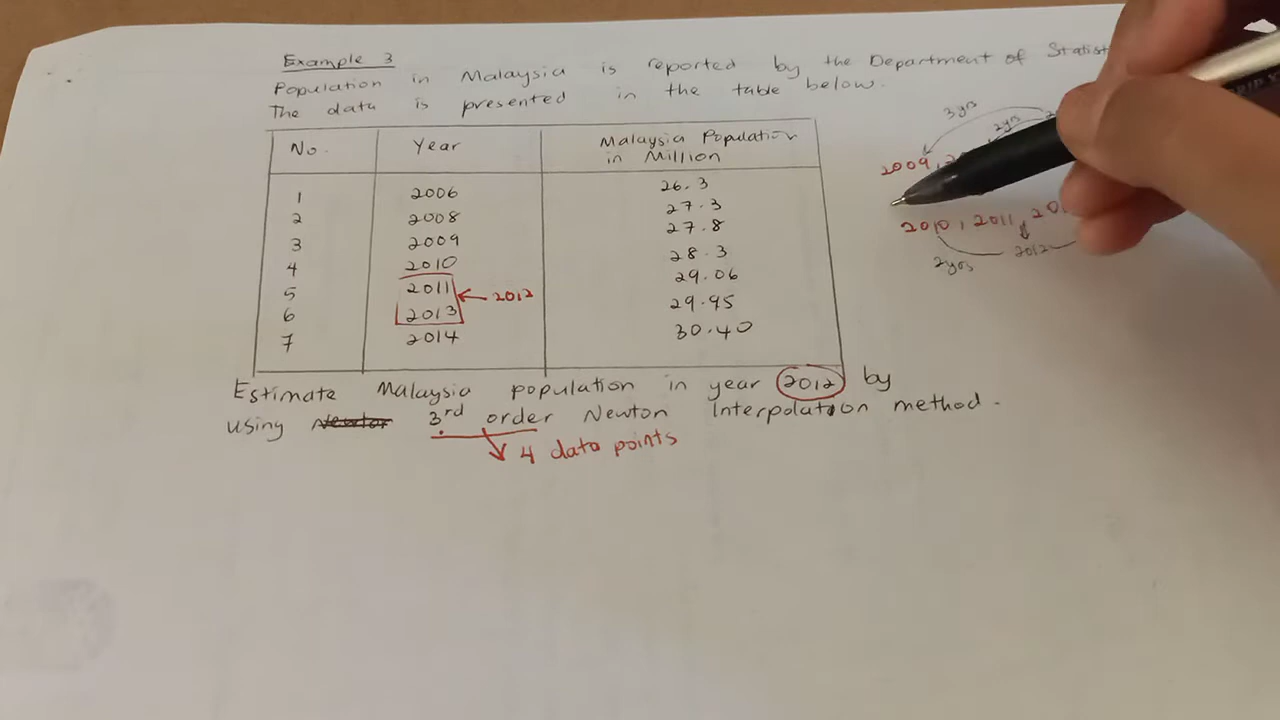 Example 3
Population in Malaysia is reported by the Department of
The data is presented in the table below.
No. Year Malaysia Population in Million
1 2006 26.3
2 2008 27.3
3 2009 27.8
4 2010 28.3
5 2011 29.06
6 2013 29.95
7 2014 30.40
← 2012
Estimate Malaysia population in year 2012 by
using 3rd order Newton Interpolation method.
4 data points
3yrs
2yrs
2009,
2010, 2011,
2yrs 2012